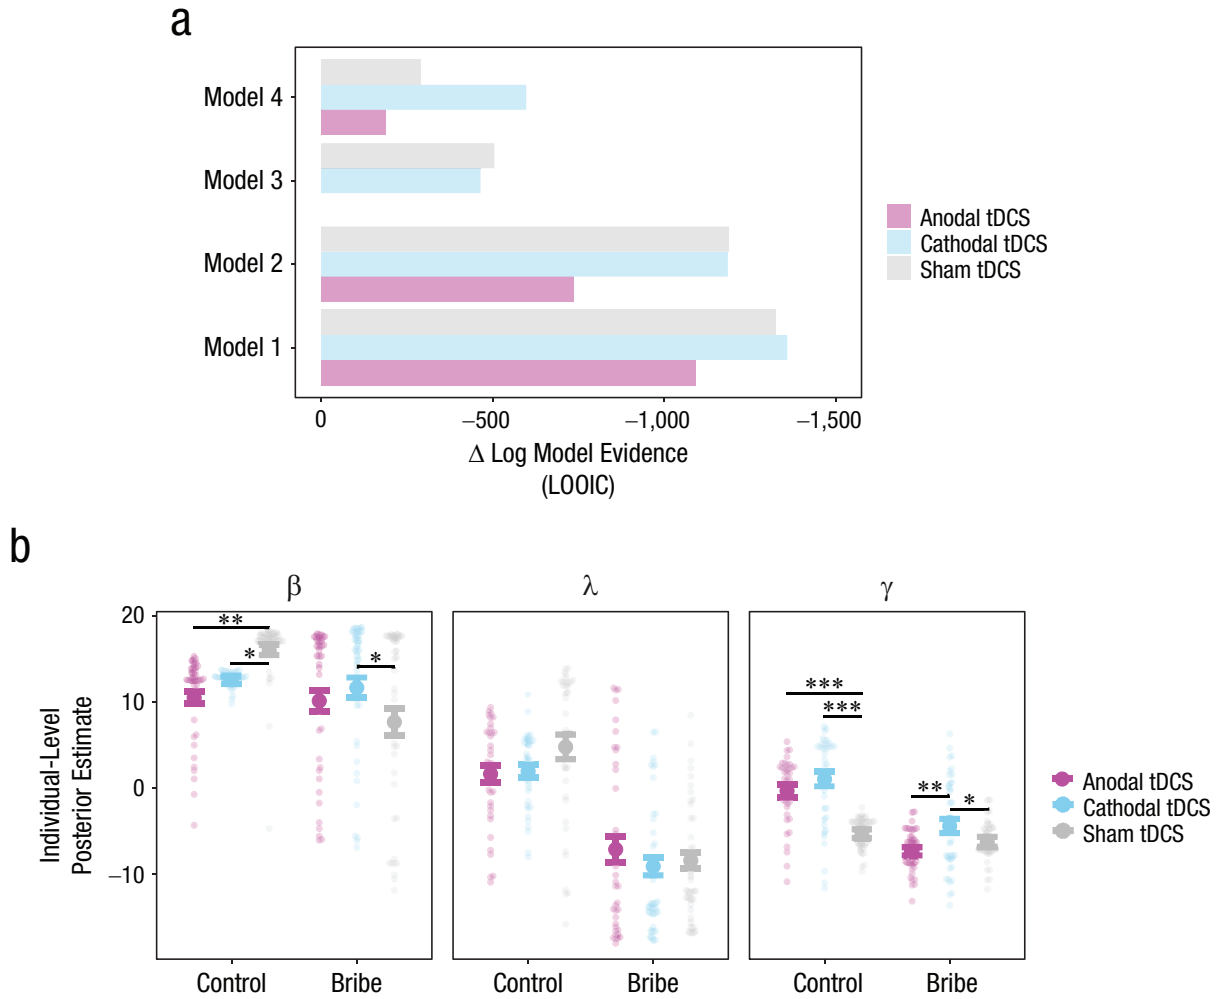 a
Model 4
Model 3
Model 2
Model 1
0
–500
–1,000
–1,500
Δ Log Model Evidence
(LOOIC)
Anodal tDCS
Cathodal tDCS
Sham tDCS
b
β
λ
γ
Individual-Level
Posterior Estimate
20
10
0
–10
**
*
*
***
***
**
*
Control
Bribe
Control
Bribe
Control
Bribe
Anodal tDCS
Cathodal tDCS
Sham tDCS